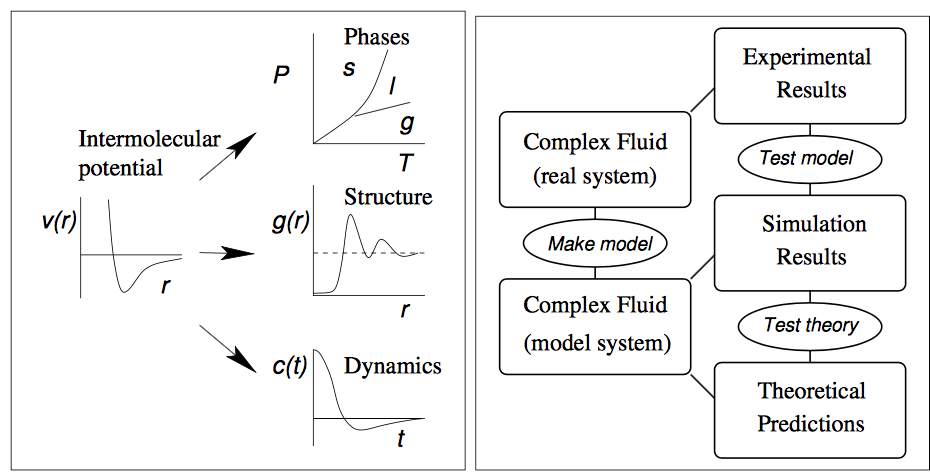 Intermolecular
potential
v(r)
r
Phases
P
s
l
g
T
Structure
g(r)
r
Dynamics
c(t)
t
Complex Fluid
(real system)
Make model
Complex Fluid
(model system)
Experimental
Results
Test model
Simulation
Results
Test theory
Theoretical
Predictions